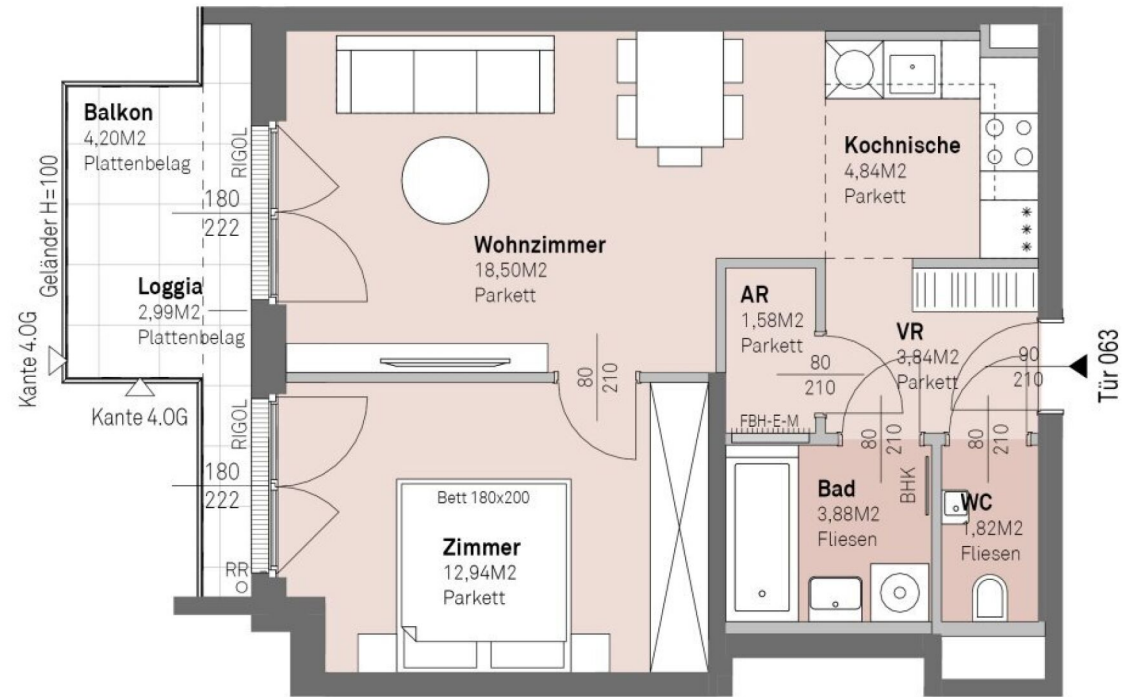 Balkon
4,20M2
Plattenbelag
RIGOL
180
222
Geländer H=100
Loggia
2,99M2
Plattenbelag
Kante 4.OG
Kante 4.OG
Wohnzimmer
18,50M2
Parkett
Kochnische
4,84M2
Parkett
AR
1,58M2
Parkett
80
210
FBH-E-M
VR
3,84M2
Parkett
90
210
Tür 063
80
210
80
210
80
210
RIGOL
180
222
RR
Bett 180x200
Zimmer
12,94M2
Parkett
Bad
3,88M2
Fliesen
BHK
WC
1,82M2
Fliesen